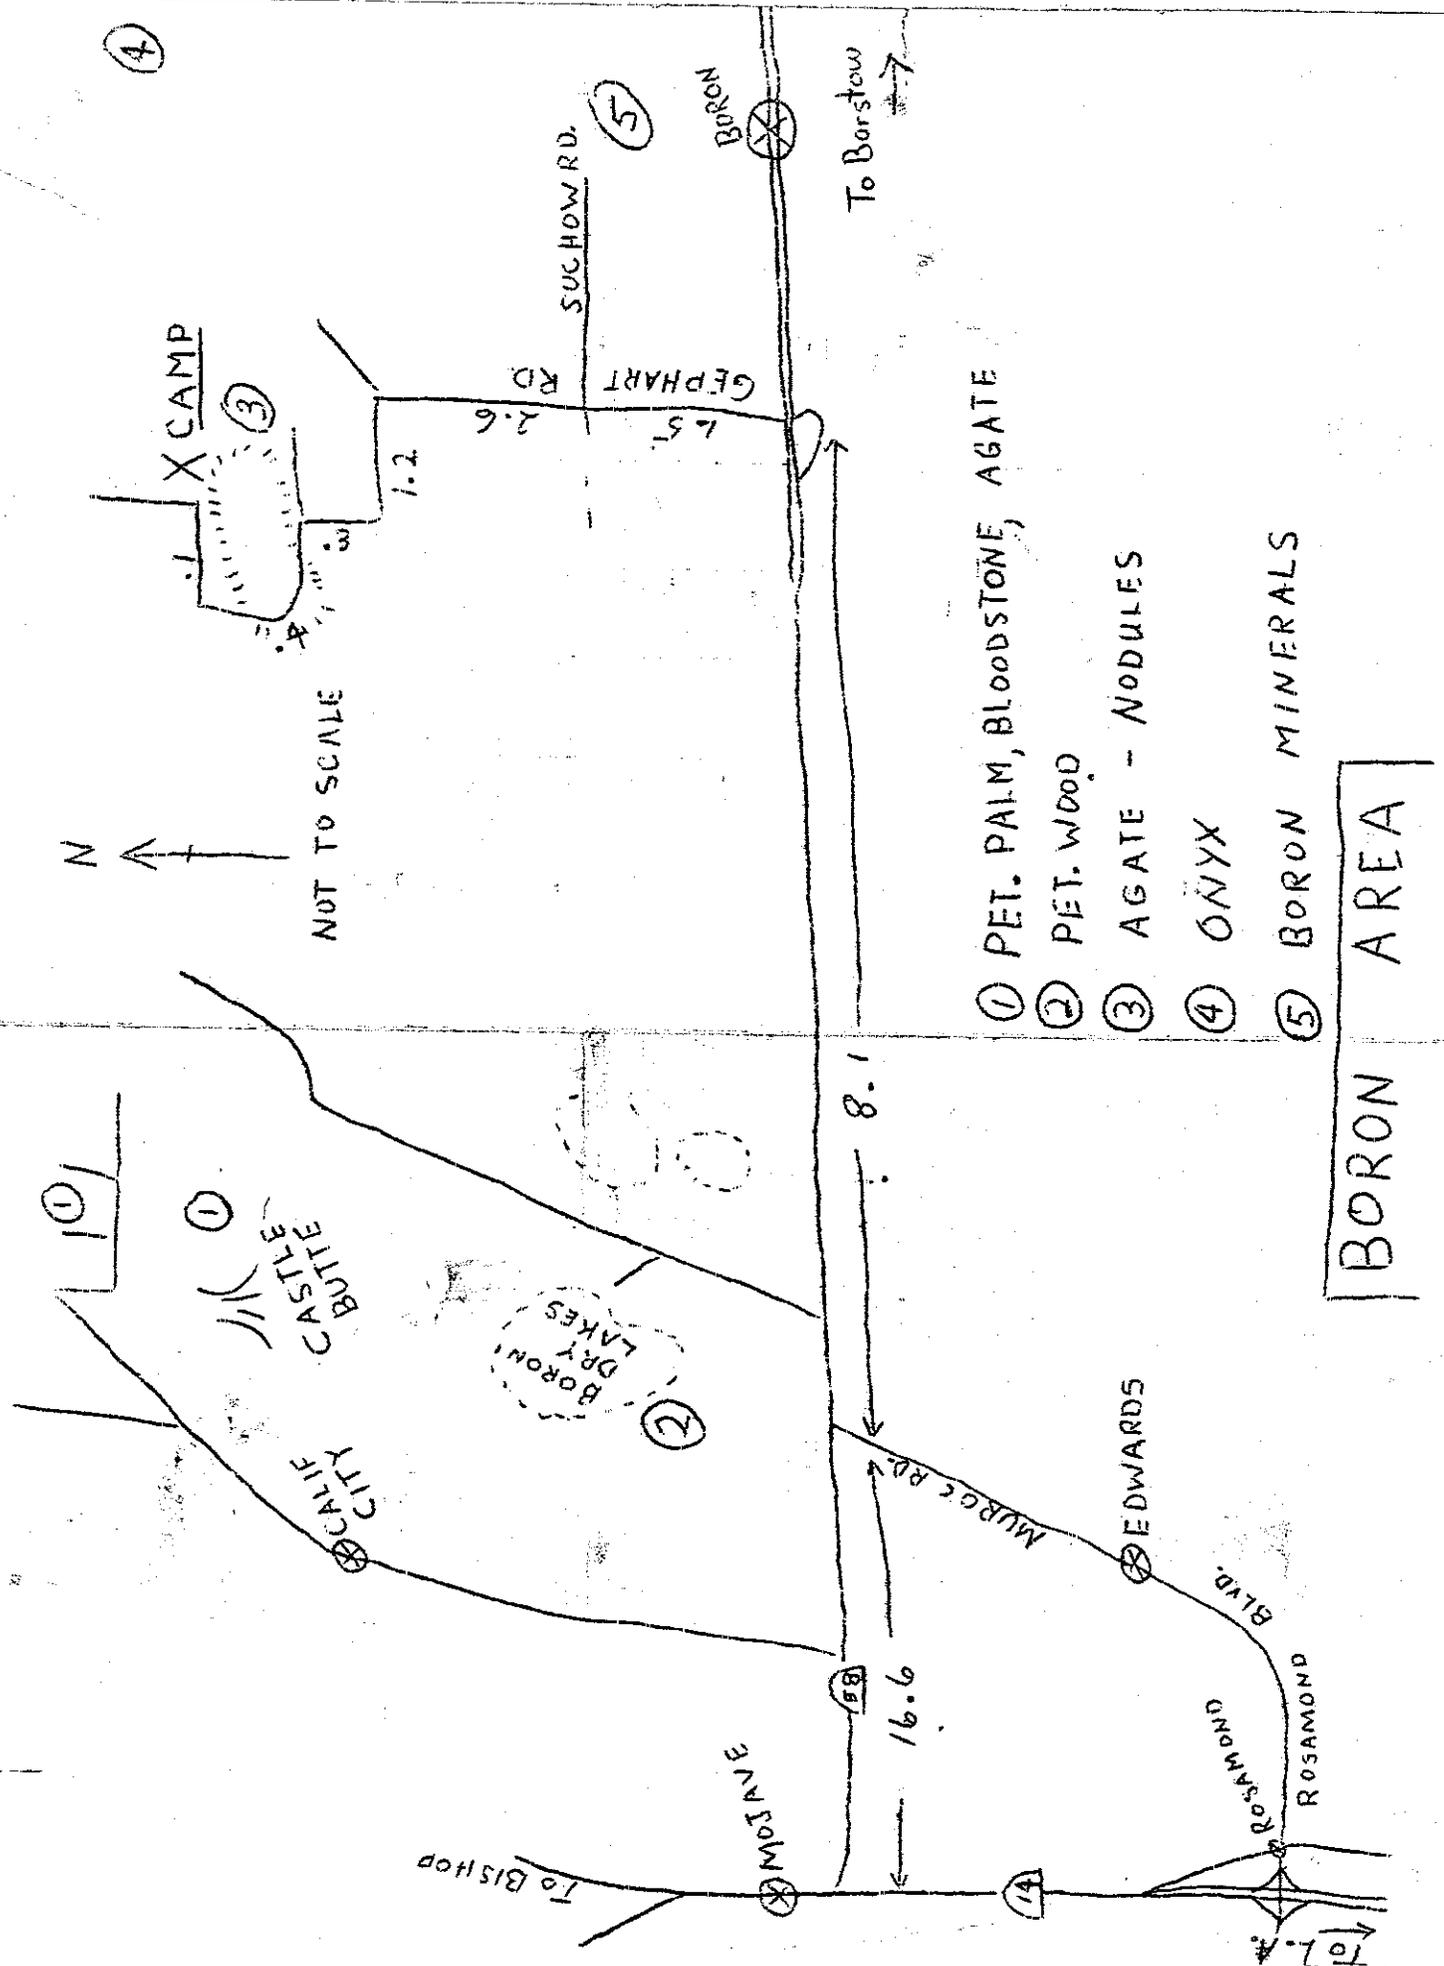 ④
N
NOT TO SCALE
X CAMP
③
.1
.4
.3
1.2
2.6
GEPHART
RD.
1.5
SUCHOW RD.
⑤
BORON
To Barstow
①
①
CASTLE
BUTTE
CALIF
CITY
BORON
DRY
LAKES
②
8.1
16.6
58
MOJAVE
TO BISHOP
14
MUROC RD.
EDWARDS
ROSAMOND
ROSAMOND
BLVD.
TO L.A.
① PET. PALM, BLOODSTONE, AGATE
② PET. WOOD
③ AGATE - NODULES
④ ONYX
⑤ BORON MINERALS
BORON AREA